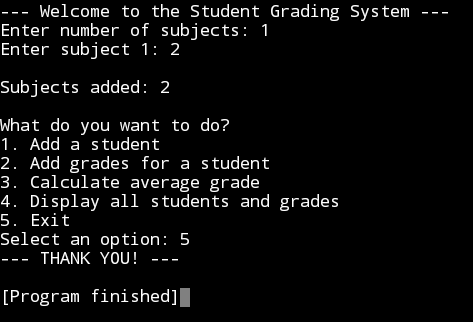 --- Welcome to the Student Grading System ---
Enter number of subjects: 1
Enter subject 1: 2
Subjects added: 2
What do you want to do?
1. Add a student
2. Add grades for a student
3. Calculate average grade
4. Display all students and grades
5. Exit
Select an option: 5
--- THANK YOU! ---
[Program finished]